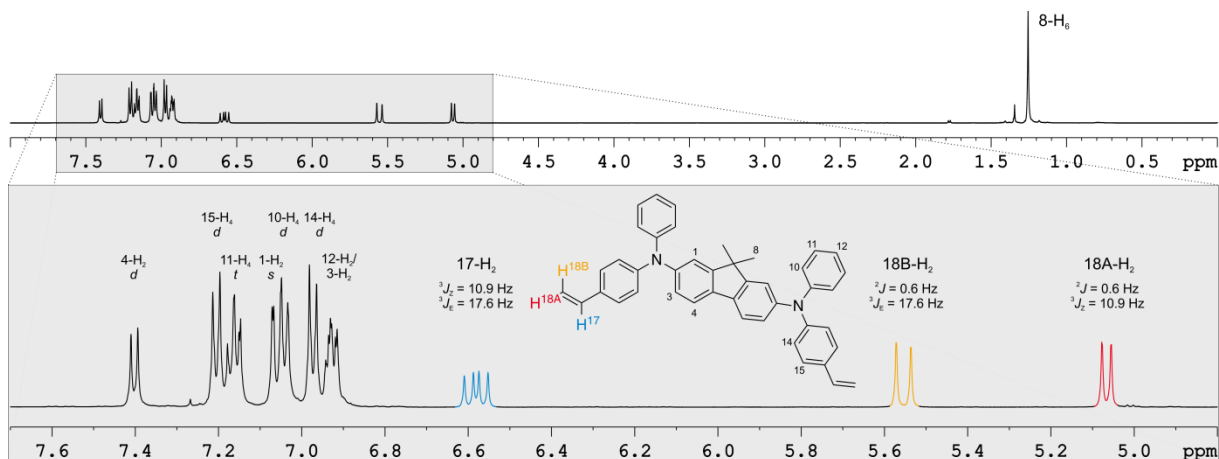 8-H₆
7.5 7.0 6.5 6.0 5.5 5.0 4.5 4.0 3.5 3.0 2.5 2.0 1.5 1.0 0.5 ppm
4-H₂
d
15-H₄
d
11-H₄
t
1-H₂
s
10-H₄
d
14-H₄
d
12-H₂/
3-H₂
17-H₂
³J_Z = 10.9 Hz
³J_E = 17.6 Hz
H¹⁸ᴮ
H¹⁸ᴬ
H¹⁷
N
1
3
4
8
N
10
11
12
14
15
18B-H₂
²J = 0.6 Hz
³J_E = 17.6 Hz
18A-H₂
²J = 0.6 Hz
³J_Z = 10.9 Hz
7.6 7.4 7.2 7.0 6.8 6.6 6.4 6.2 6.0 5.8 5.6 5.4 5.2 5.0 ppm